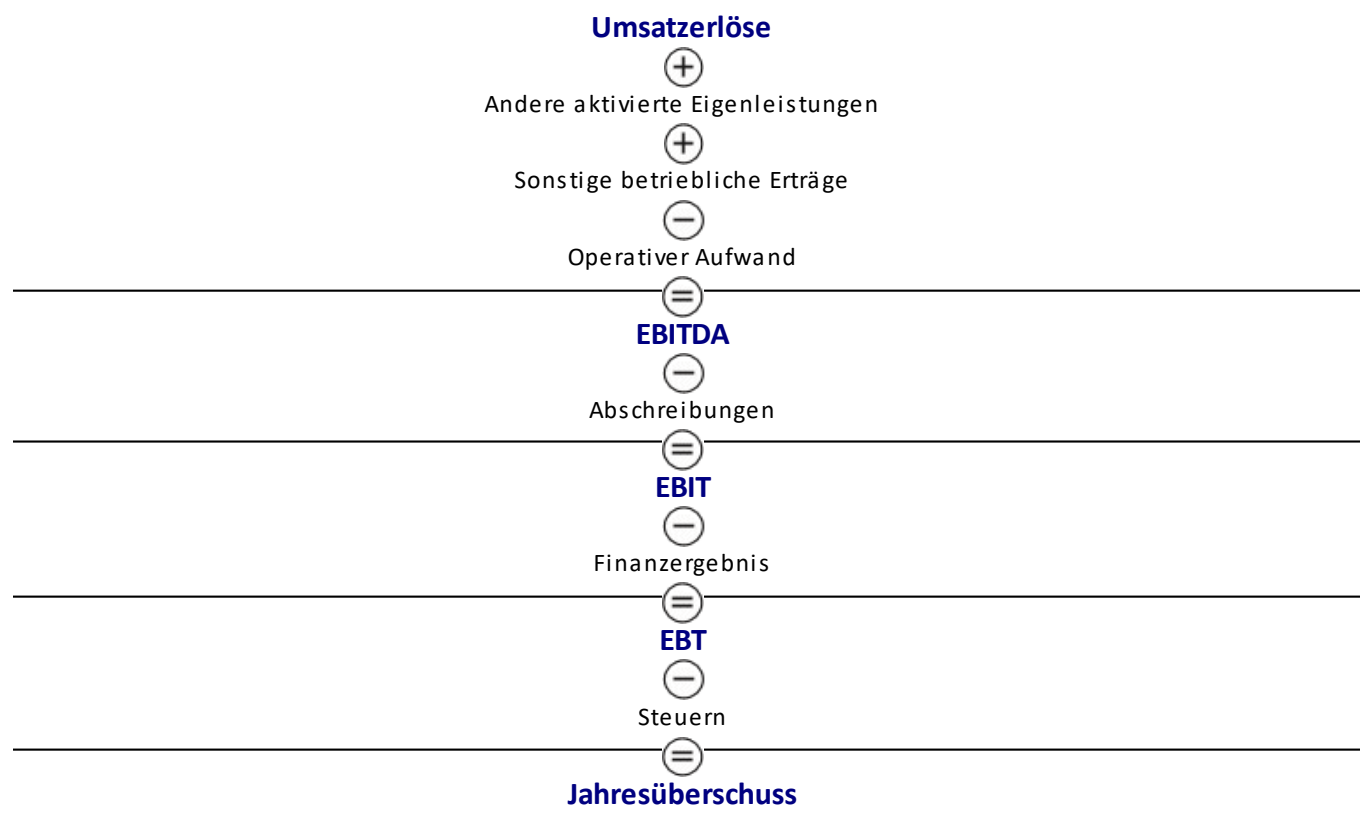 Umsatzerlöse
+
Andere aktivierte Eigenleistungen
+
Sonstige betriebliche Erträge
−
Operativer Aufwand
=
EBITDA
−
Abschreibungen
=
EBIT
−
Finanzergebnis
=
EBT
−
Steuern
=
Jahresüberschuss